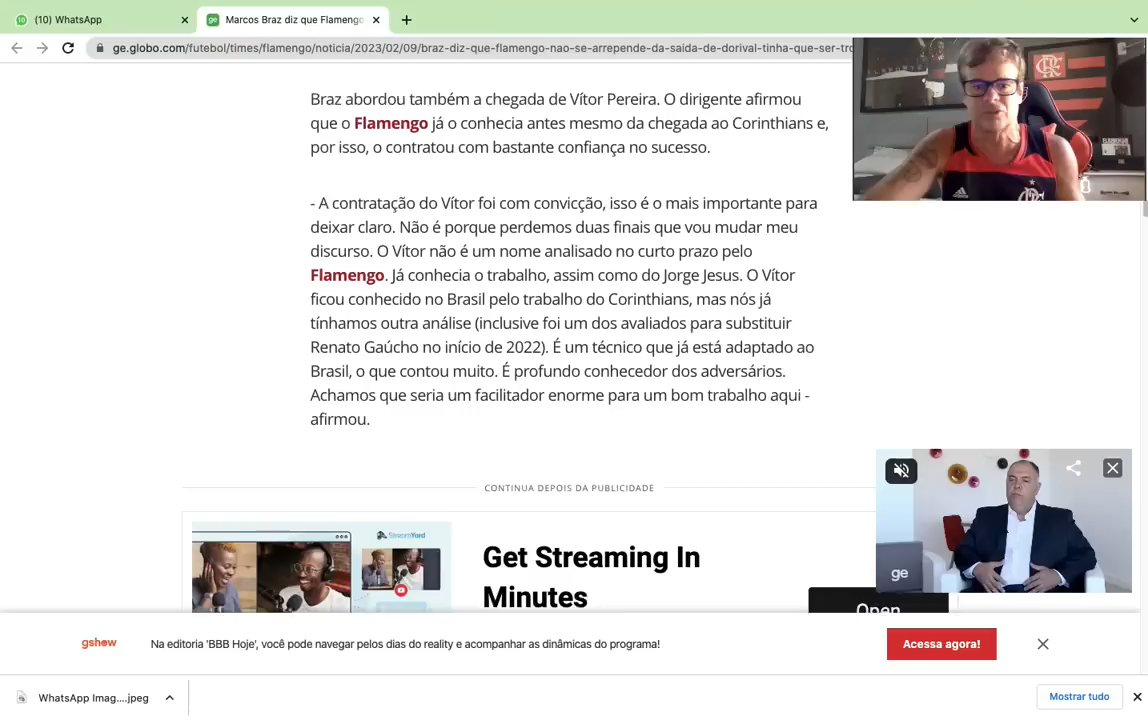 (10) WhatsApp
Marcos Braz diz que Flamengo
ge.globo.com/futebol/times/flamengo/noticia/2023/02/09/braz-diz-que-flamengo-nao-se-arrepende-da-saida-de-dorival-tinha-que-ser-tro
Braz abordou também a chegada de Vítor Pereira. O dirigente afirmou
que o Flamengo já o conhecia antes mesmo da chegada ao Corinthians e,
por isso, o contratou com bastante confiança no sucesso.
- A contratação do Vítor foi com convicção, isso é o mais importante para
deixar claro. Não é porque perdemos duas finais que vou mudar meu
discurso. O Vítor não é um nome analisado no curto prazo pelo
Flamengo. Já conhecia o trabalho, assim como do Jorge Jesus. O Vítor
ficou conhecido no Brasil pelo trabalho do Corinthians, mas nós já
tínhamos outra análise (inclusive foi um dos avaliados para substituir
Renato Gaúcho no início de 2022). É um técnico que já está adaptado ao
Brasil, o que contou muito. É profundo conhecedor dos adversários.
Achamos que seria um facilitador enorme para um bom trabalho aqui -
afirmou.
CONTINUA DEPOIS DA PUBLICIDADE
StreamYard
Get Streaming In
Minutes
Open
ge
gshow
Na editoria 'BBB Hoje', você pode navegar pelos dias do reality e acompanhar as dinâmicas do programa!
Acessa agora!
WhatsApp Imag....jpeg
Mostrar tudo